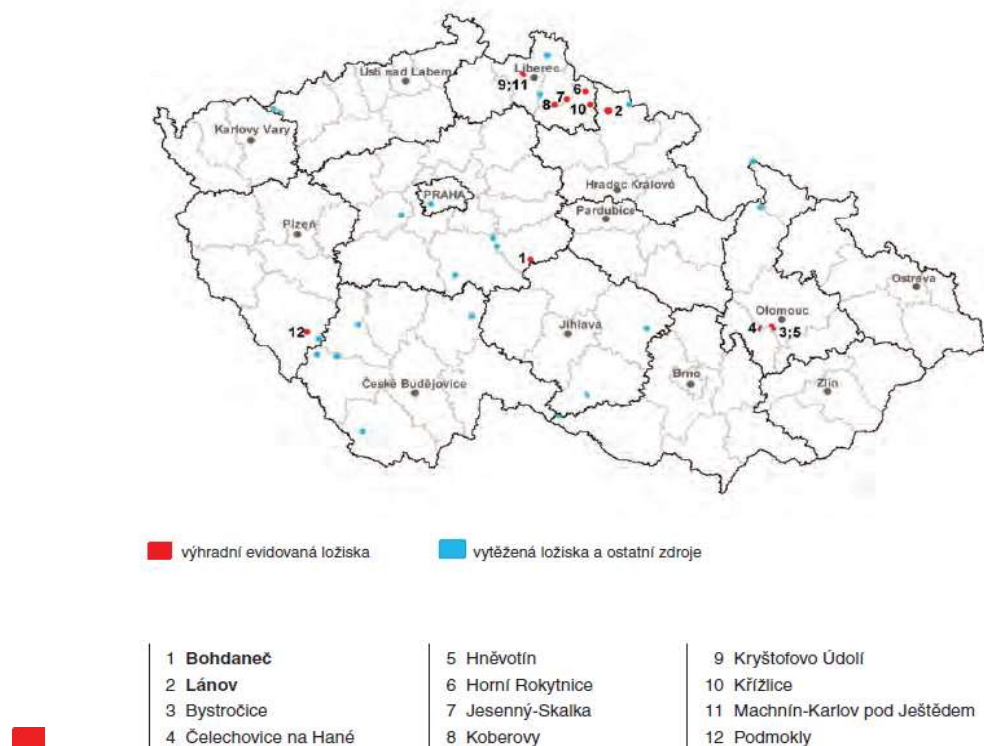 Liberec
Ústí nad Labem
9;11
6
7
8
10
2
Karlovy Vary
Hradec Králové
PRAHA
Pardubice
Plzeň
1
Ostrava
Olomouc
12
Jihlava
4
3;5
Brno
České Budějovice
Zlín
výhradní evidovaná ložiska
vytěžená ložiska a ostatní zdroje
1 Bohdaneč
2 Lánov
3 Bystročice
4 Čelechovice na Hané
5 Hněvotín
6 Horní Rokytnice
7 Jesenný-Skalka
8 Koberovy
9 Kryštofovo Údolí
10 Křížlice
11 Machnín-Karlov pod Ještědem
12 Podmokly